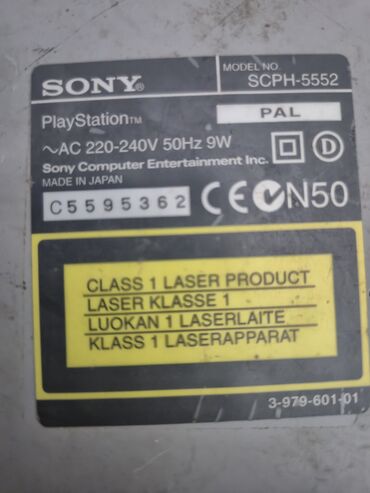 SONY®
MODEL NO.
SCPH-5552
PlayStation™
PAL
~AC 220-240V 50Hz 9W
Sony Computer Entertainment Inc.
D
MADE IN JAPAN
C5595362
CE N50
CLASS 1 LASER PRODUCT
LASER KLASSE 1
LUOKAN 1 LASERLAITE
KLASS 1 LASERAPPARAT
3-979-601-01